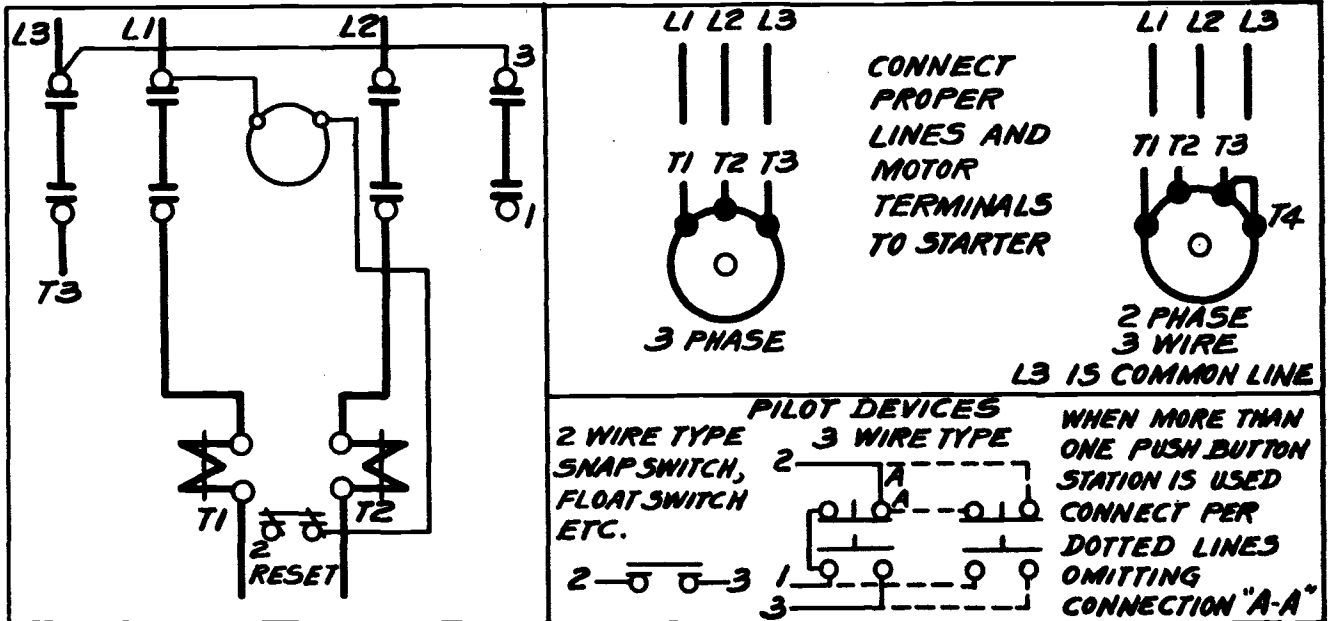 L3 L1 L2
3
1
T3
T1 T2
2
RESET
L1 L2 L3
T1 T2 T3
3 PHASE
CONNECT
PROPER
LINES AND
MOTOR
TERMINALS
TO STARTER
L1 L2 L3
T1 T2 T3
T4
2 PHASE
3 WIRE
L3 IS COMMON LINE
PILOT DEVICES
2 WIRE TYPE
SNAP SWITCH,
FLOAT SWITCH
ETC.
2 3
3 WIRE TYPE
2
A
A
1
3
WHEN MORE THAN
ONE PUSH BUTTON
STATION IS USED
CONNECT PER
DOTTED LINES
OMITTING
CONNECTION "A-A"